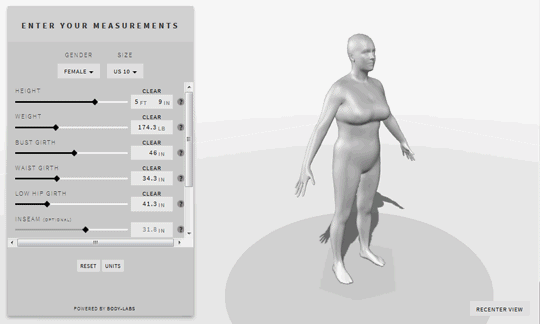 ENTER YOUR MEASUREMENTS
GENDER SIZE
FEMALE US 10
HEIGHT CLEAR
5 FT 9 IN ?
WEIGHT CLEAR
174.3 LB ?
BUST GIRTH CLEAR
46 IN ?
WAIST GIRTH CLEAR
34.3 IN ?
LOW HIP GIRTH CLEAR
41.3 IN ?
INSEAM (OPTIONAL)
31.8 IN ?
RESET UNITS
POWERED BY BODY-LABS
RECENTER VIEW